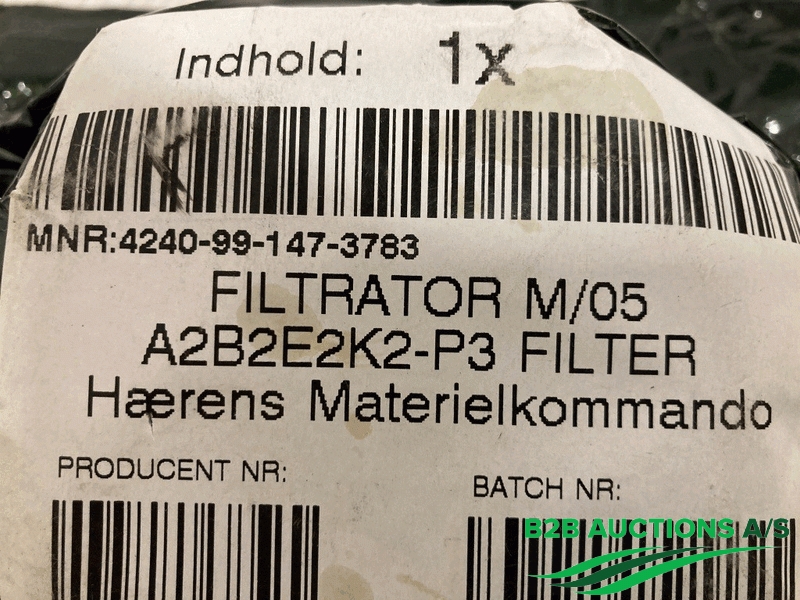 Indhold: 1x
MNR:4240-99-147-3783
FILTRATOR M/05
A2B2E2K2-P3 FILTER
Hærens Materielkommando
PRODUCENT NR:
BATCH NR:
B2B AUCTIONS A/S